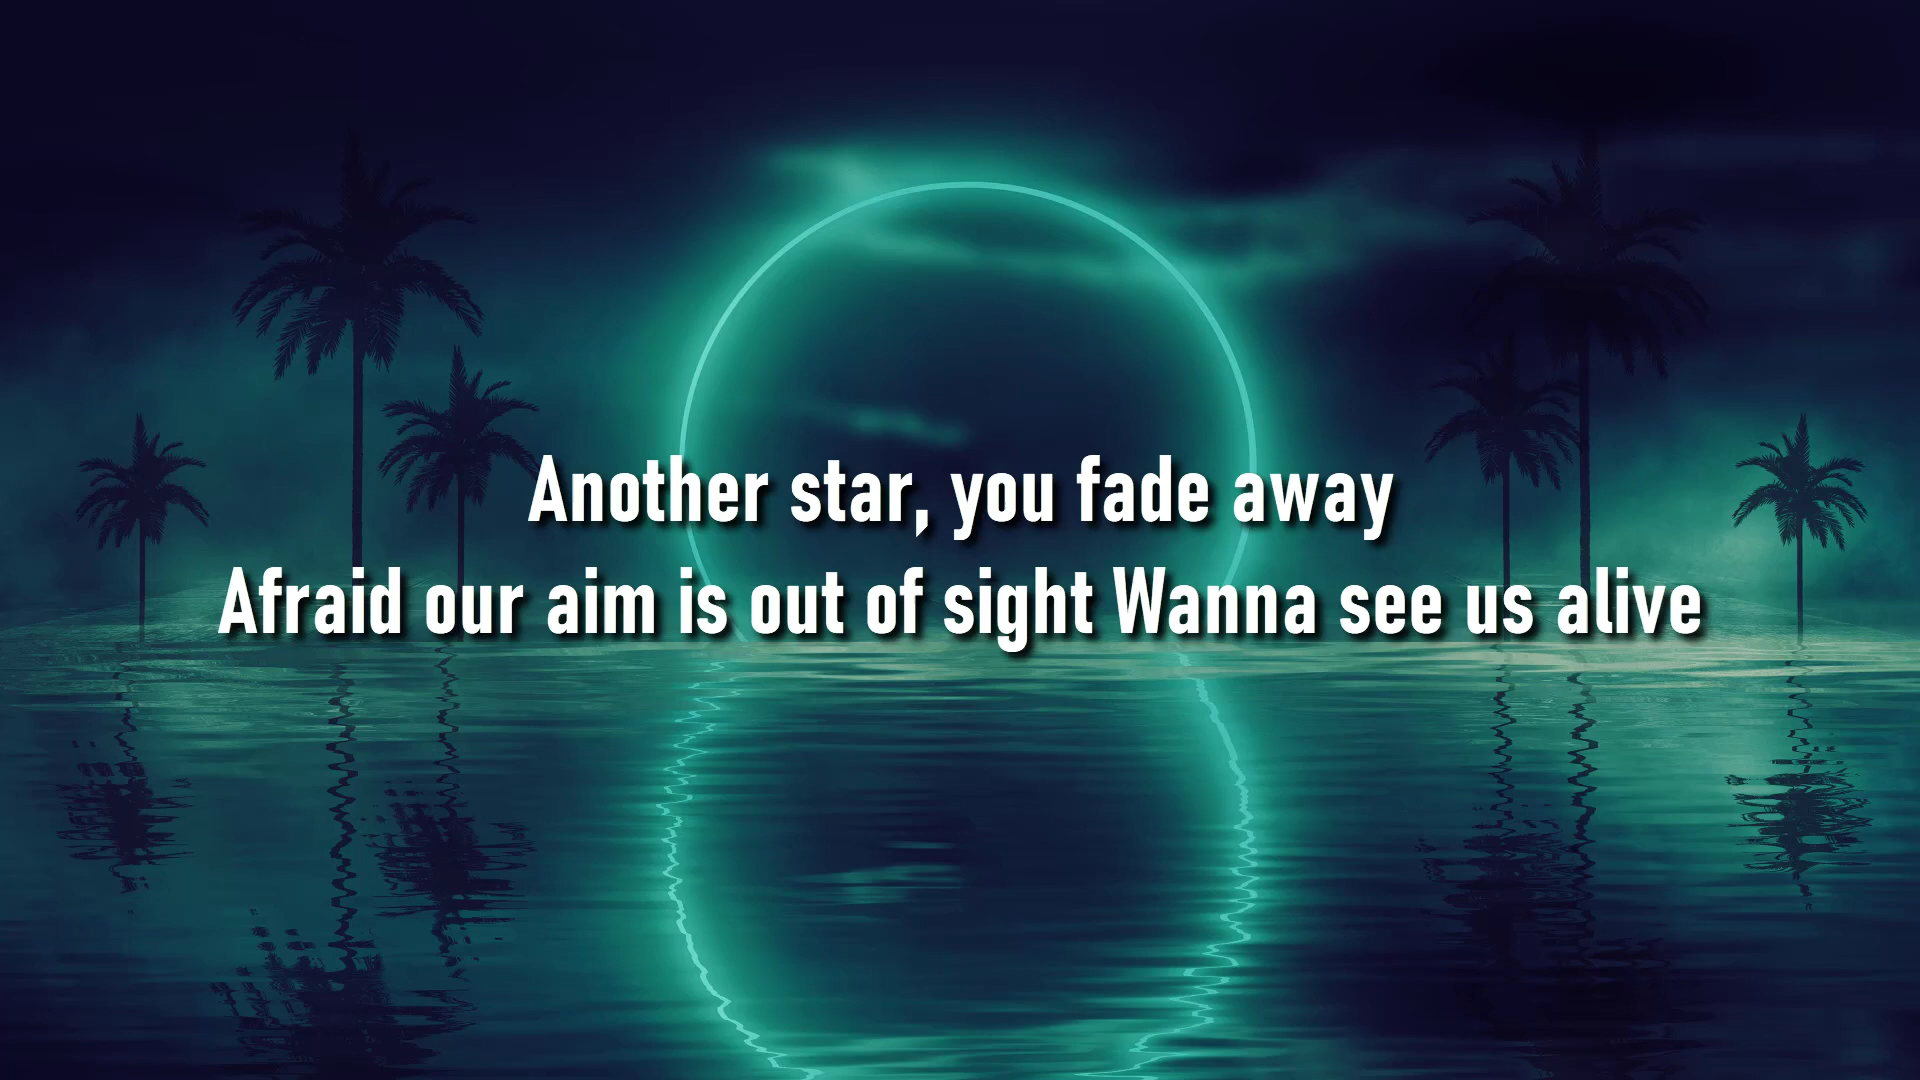 Another star, you fade away
Afraid our aim is out of sight Wanna see us alive